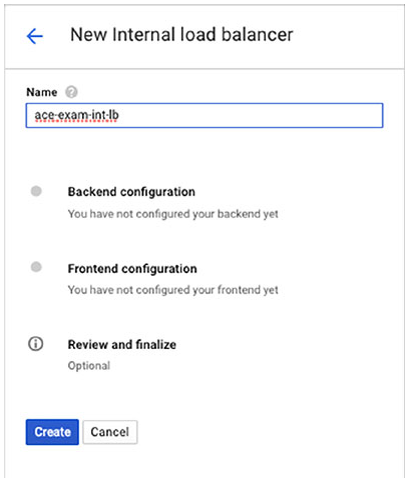 New Internal load balancer
Name
ace-exam-int-lb
Backend configuration
You have not configured your backend yet
Frontend configuration
You have not configured your frontend yet
Review and finalize
Optional
Create Cancel